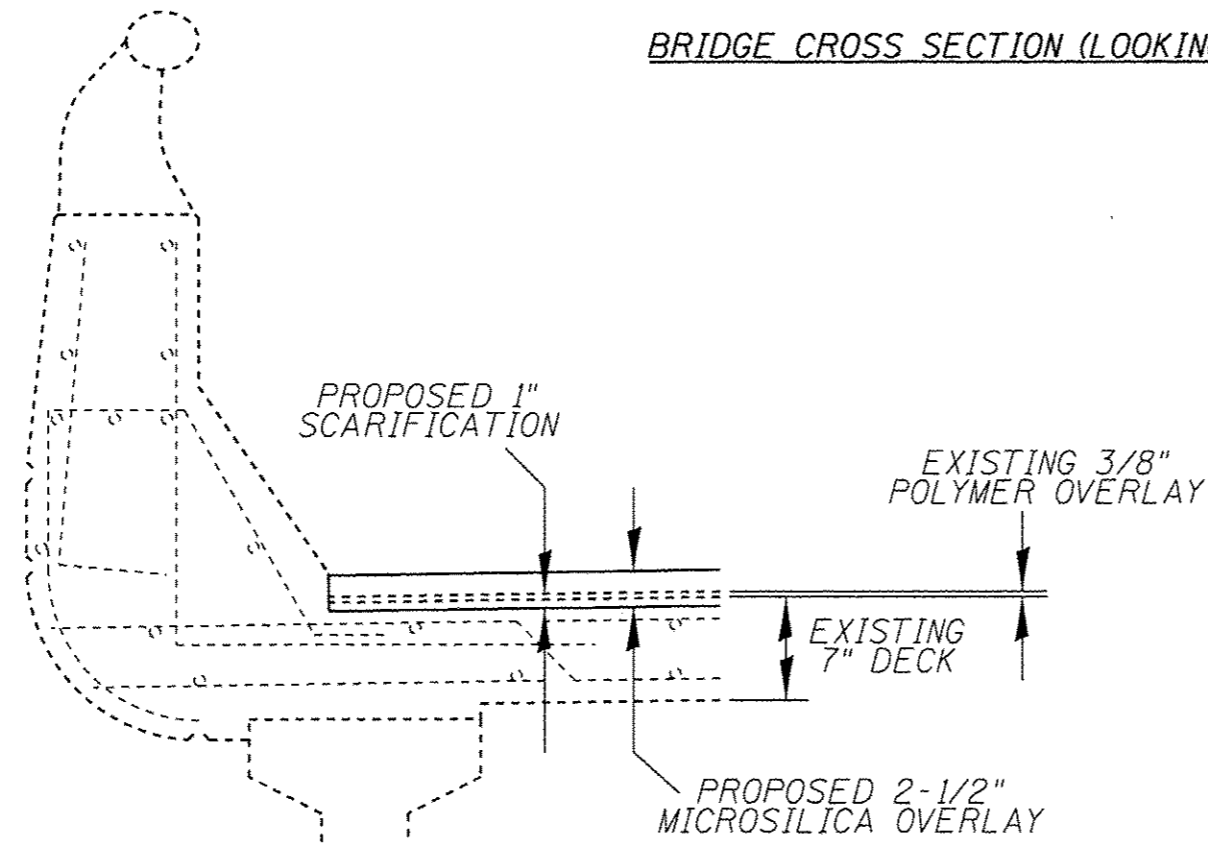 BRIDGE CROSS SECTION (LOOKING
PROPOSED 1"
SCARIFICATION
EXISTING 3/8"
POLYMER OVERLAY
EXISTING
7" DECK
PROPOSED 2-1/2"
MICROSILICA OVERLAY